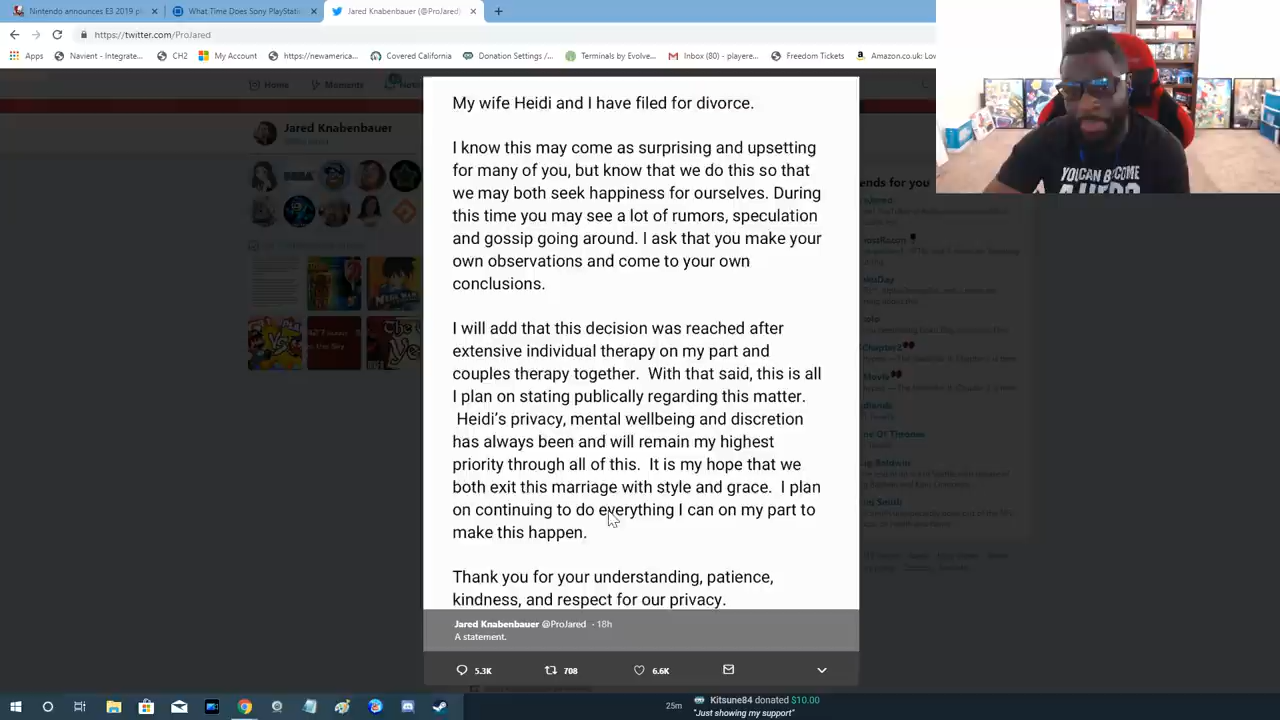 Nintendo announces E3 2019 pl
What Time Does Sony PlayStatio
Jared Knabenbauer (@ProJared)
https://twitter.com/ProJared
Apps
Navient - Integrate...
CH2
My Account
https://newamerica...
Covered California
Donation Settings /...
Terminals by Evolve...
Inbox (80) - playere...
Freedom Tickets
Amazon.co.uk: Low
Home
Moments
Jared Knabenbauer
ends for you
My wife Heidi and I have filed for divorce.
I know this may come as surprising and upsetting
for many of you, but know that we do this so that
we may both seek happiness for ourselves. During
this time you may see a lot of rumors, speculation
and gossip going around. I ask that you make your
own observations and come to your own
conclusions.
I will add that this decision was reached after
extensive individual therapy on my part and
couples therapy together. With that said, this is all
I plan on stating publically regarding this matter.
Heidi's privacy, mental wellbeing and discretion
has always been and will remain my highest
priority through all of this. It is my hope that we
both exit this marriage with style and grace. I plan
on continuing to do everything I can on my part to
make this happen.
Thank you for your understanding, patience,
kindness, and respect for our privacy.
Jared Knabenbauer @ProJared · 18h
A statement.
5.3K
708
6.6K
YOU CAN BECOME
25m
Kitsune84 donated $10.00
"Just showing my support"